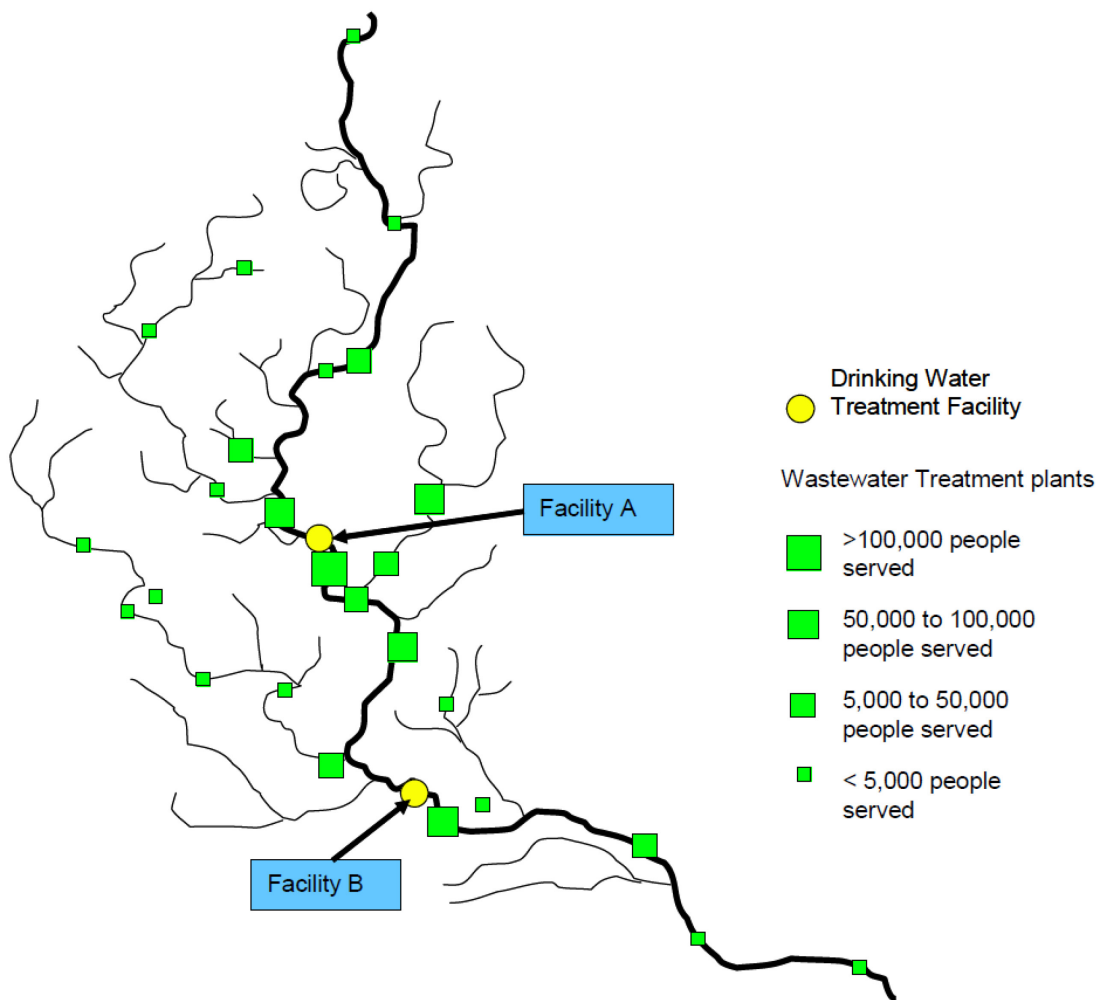 Drinking Water
Treatment Facility
Wastewater Treatment plants
Facility A
>100,000 people
served
50,000 to 100,000
people served
5,000 to 50,000
people served
< 5,000 people
served
Facility B